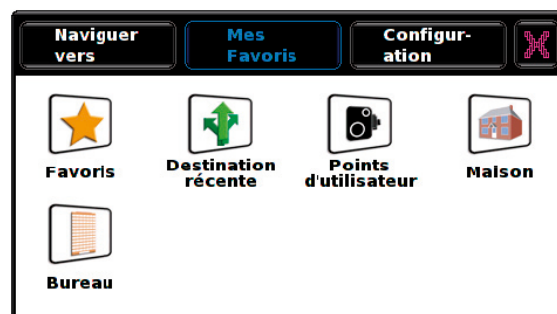 Naviguer
vers
Mes
Favoris
Configur-
ation
Favoris
Destination
récente
Points
d'utilisateur
Maison
Bureau